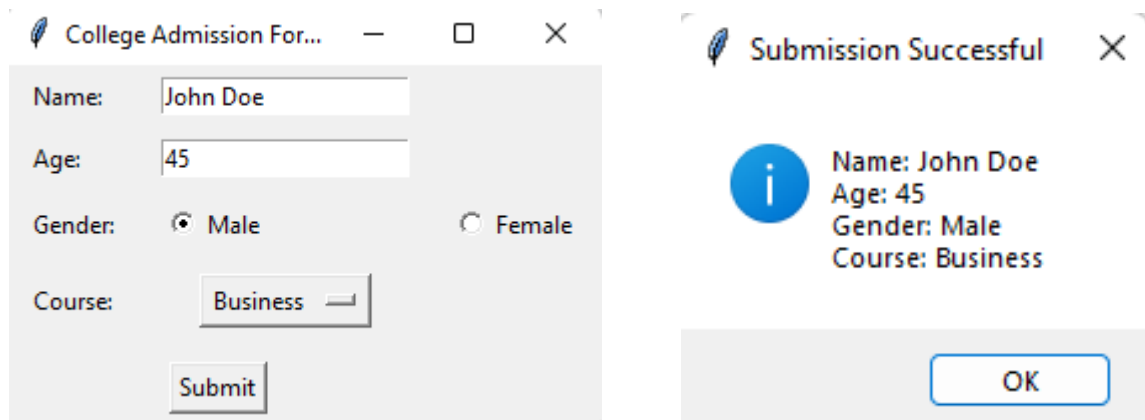 College Admission For...
Name: John Doe
Age: 45
Gender: Male Female
Course: Business
Submit
Submission Successful
i
Name: John Doe
Age: 45
Gender: Male
Course: Business
OK